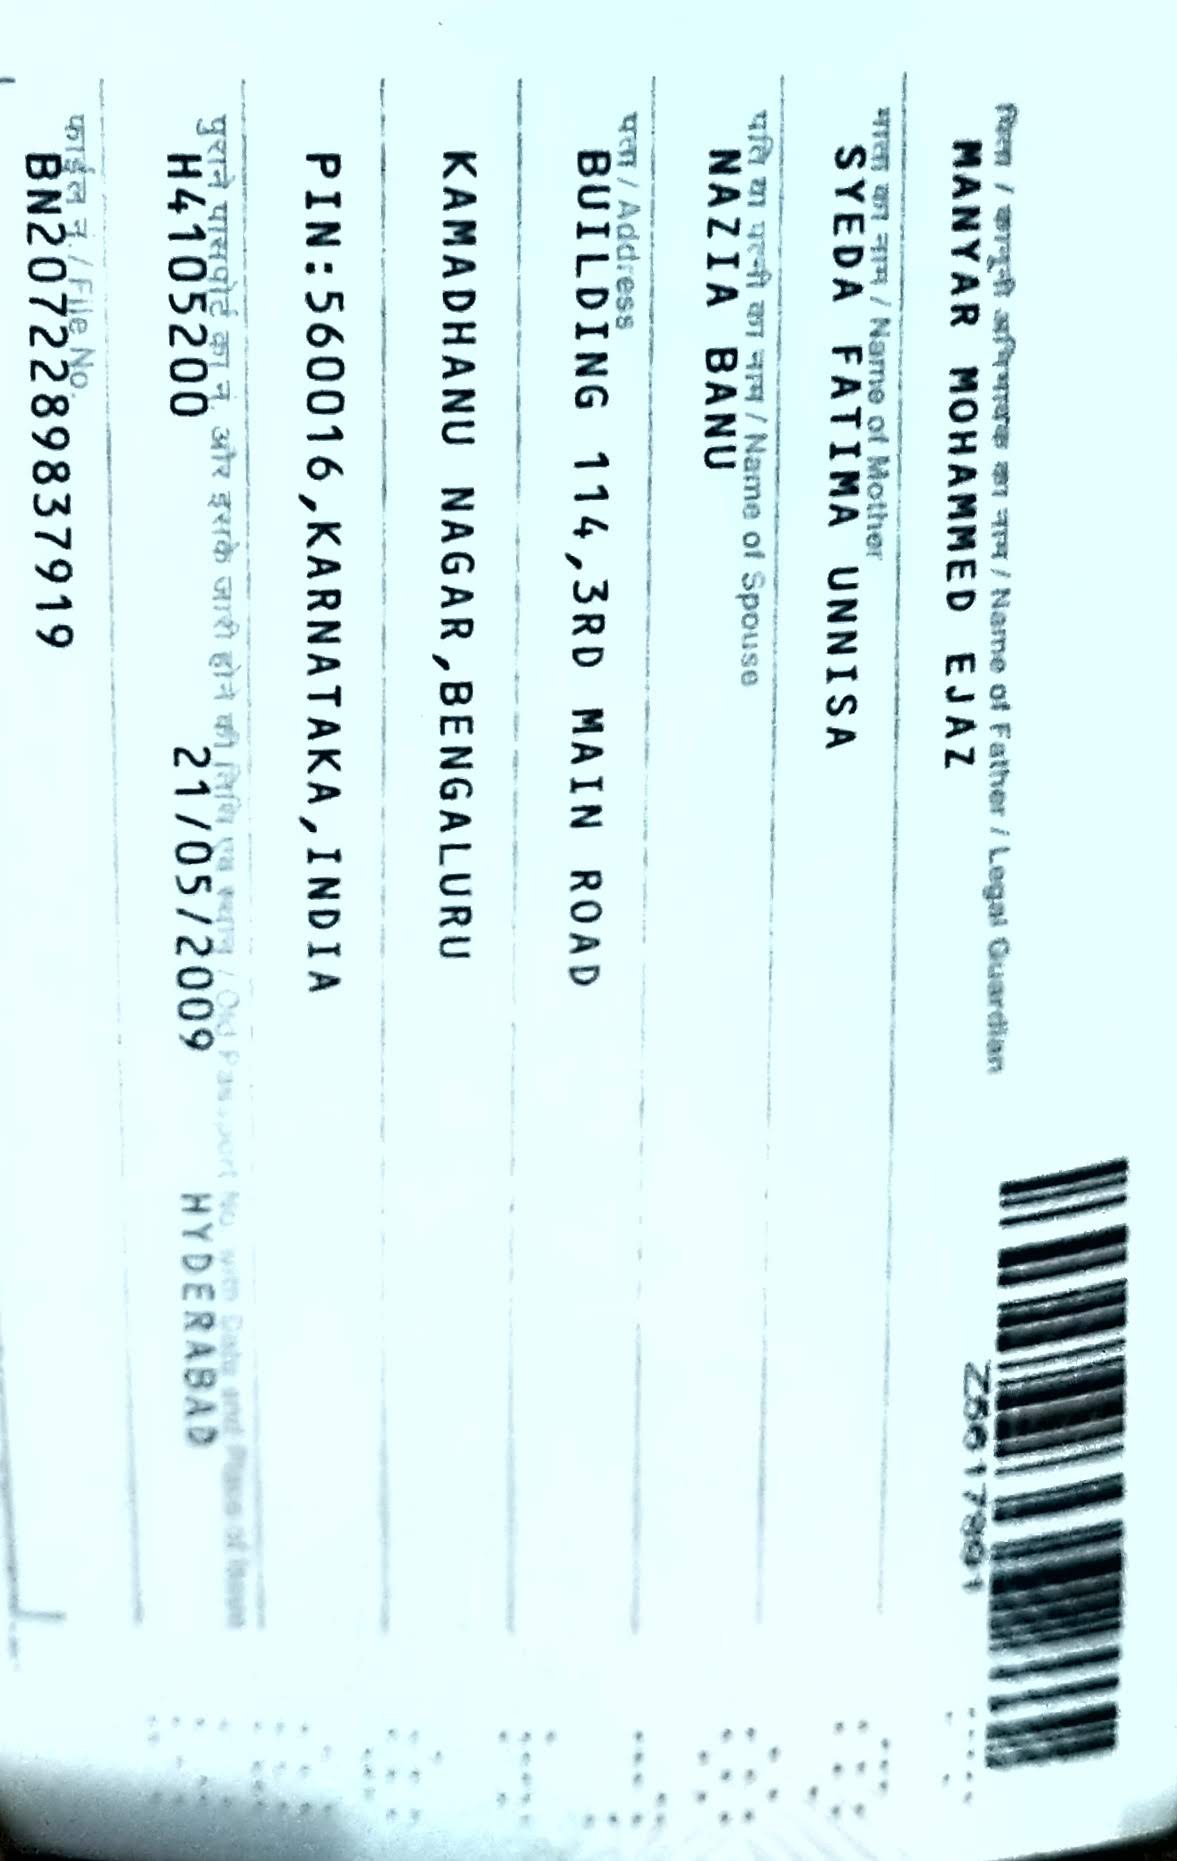 Z5617891
पिता / कानूनी अभिभावक का नाम / Name of Father / Legal Guardian
MANYAR MOHAMMED EJAZ
माता का नाम / Name of Mother
SYEDA FATIMA UNNISA
पति या पत्नी का नाम / Name of Spouse
NAZIA BANU
पता / Address
BUILDING 114,3RD MAIN ROAD
KAMADHANU NAGAR,BENGALURU
PIN:560016,KARNATAKA,INDIA
पुराने पासपोर्ट का नं. और इसके जारी होने की तिथि एवं स्थान / Old Passport No. with Date and Place of Issue
H4105200 21/05/2009 HYDERABAD
फाईल नं. / File No.
BN2072289837919